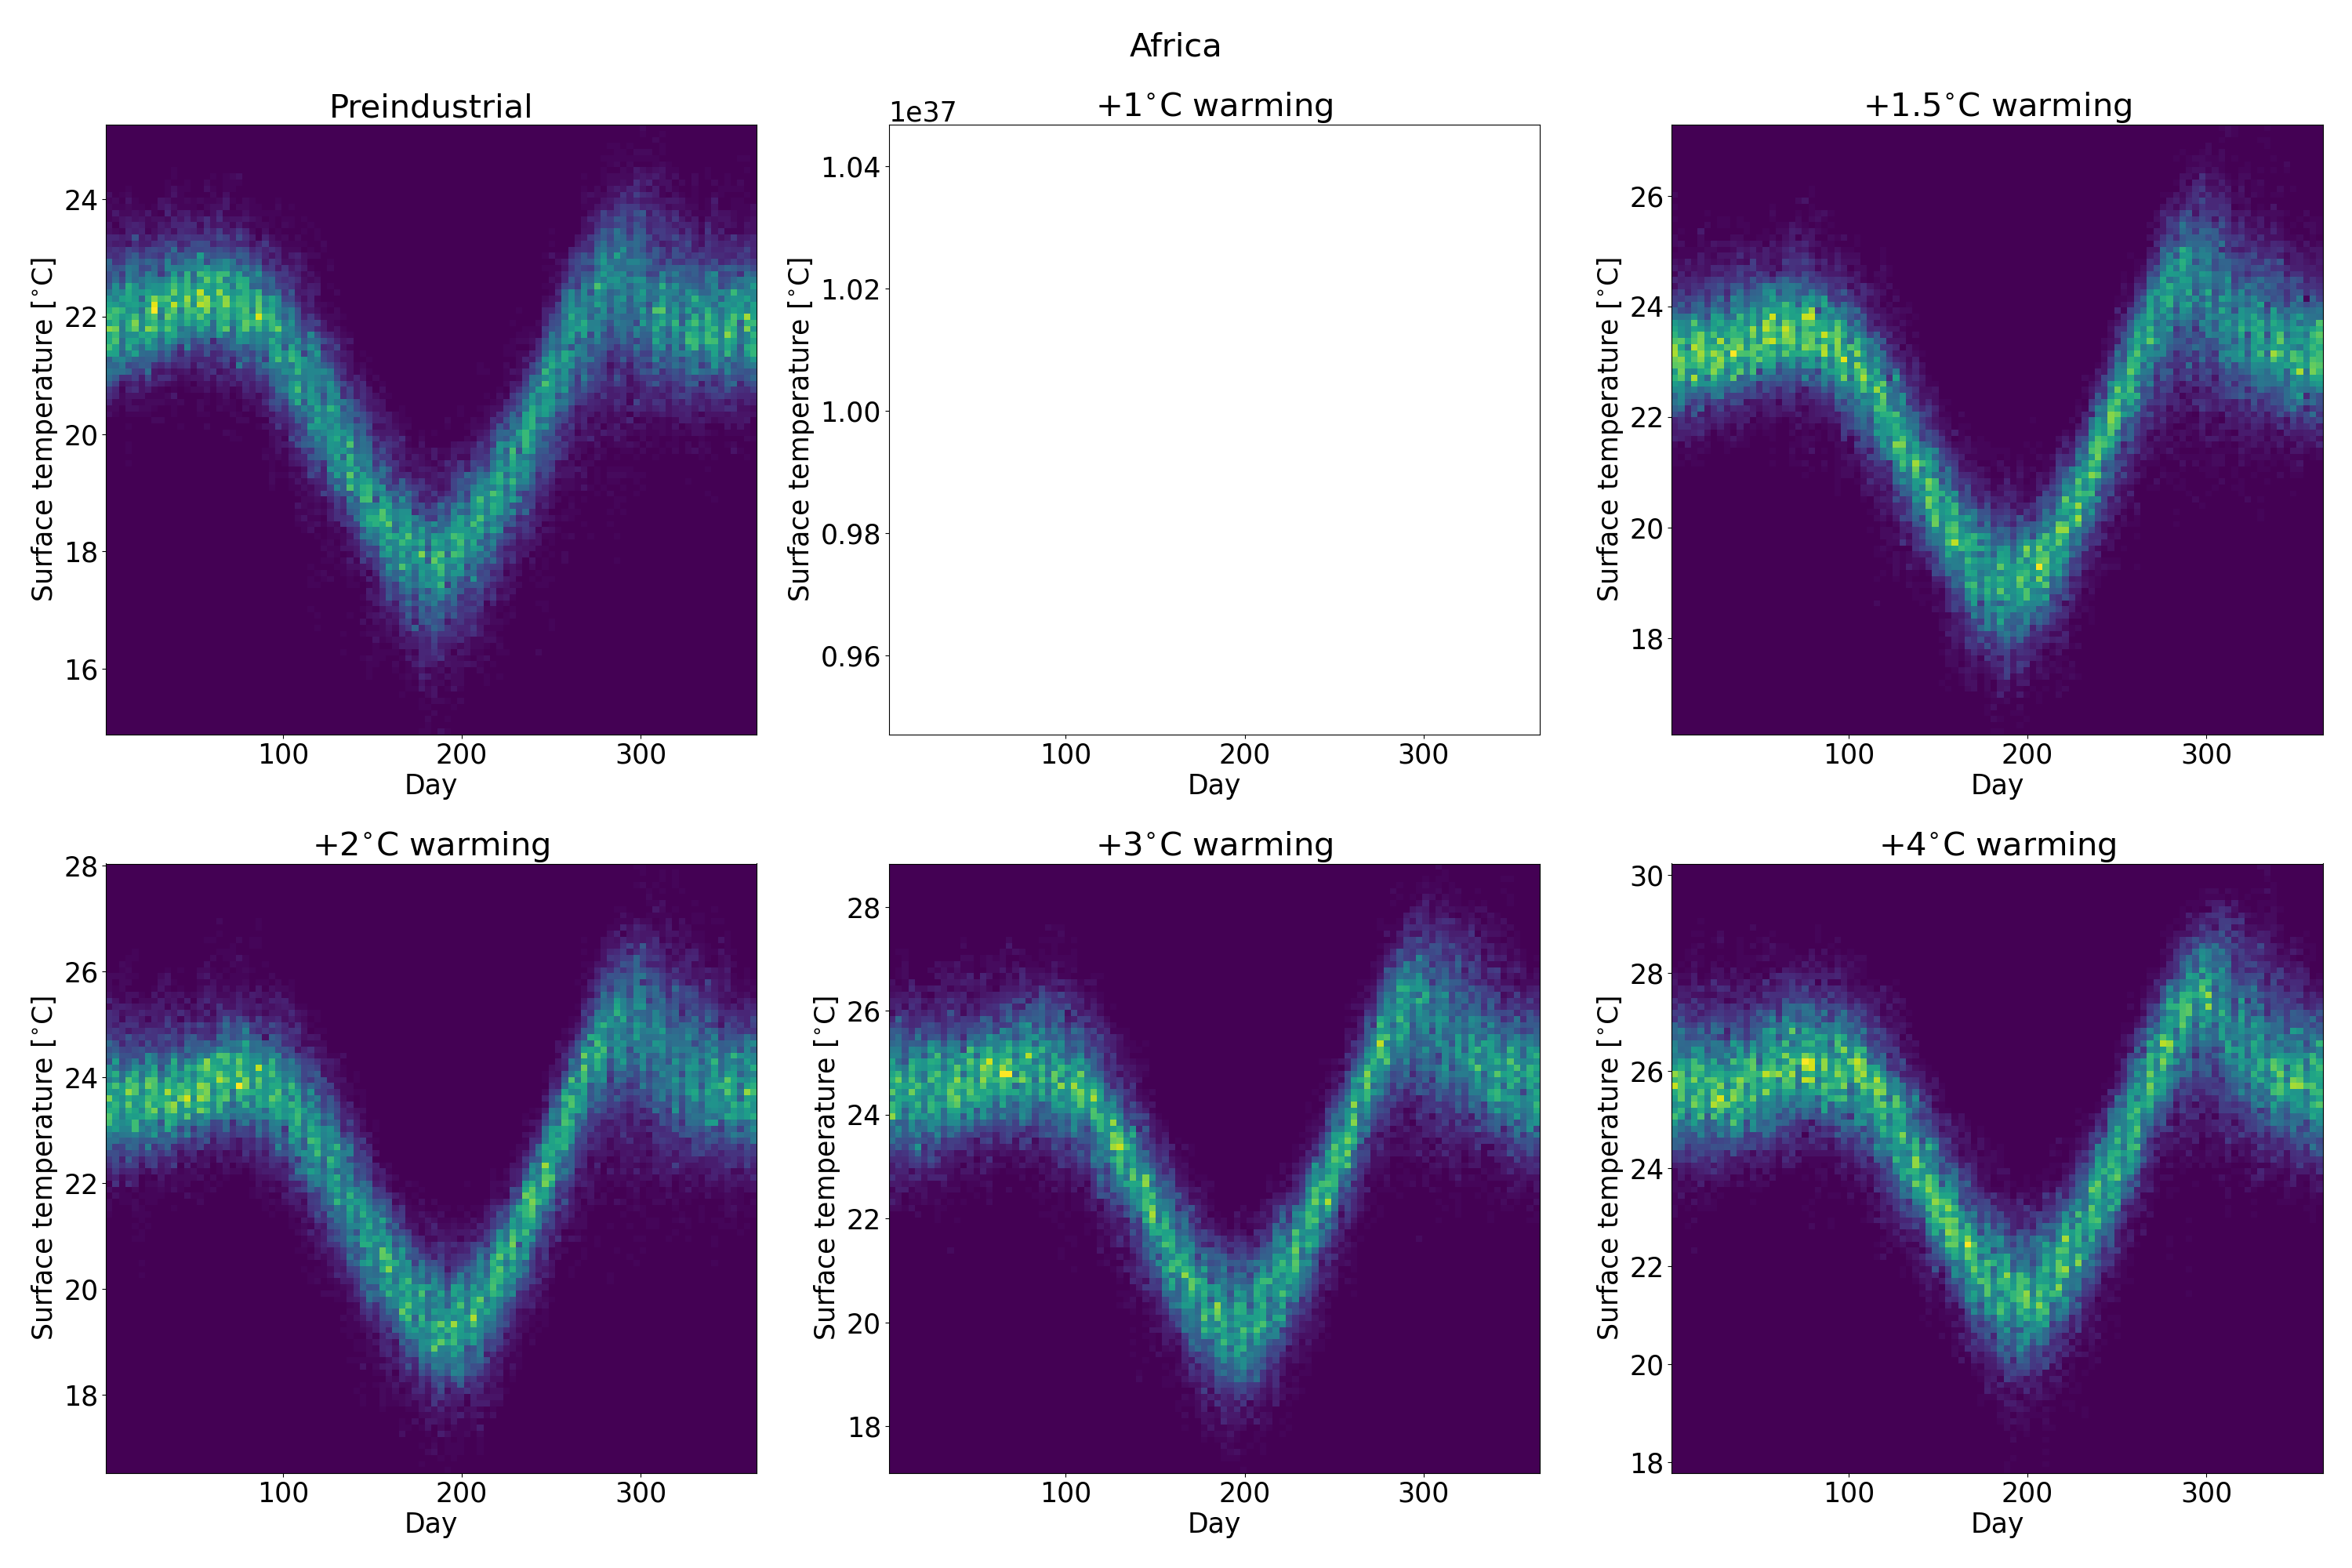 Africa
Preindustrial
+1°C warming
+1.5°C warming
1e37
Surface temperature [°C]
24
22
20
18
16
100 200 300
Day
Surface temperature [°C]
1.04
1.02
1.00
0.98
0.96
100 200 300
Day
Surface temperature [°C]
26
24
22
20
18
100 200 300
Day
+2°C warming
+3°C warming
+4°C warming
Surface temperature [°C]
28
26
24
22
20
18
100 200 300
Day
Surface temperature [°C]
28
26
24
22
20
18
100 200 300
Day
Surface temperature [°C]
30
28
26
24
22
20
18
100 200 300
Day